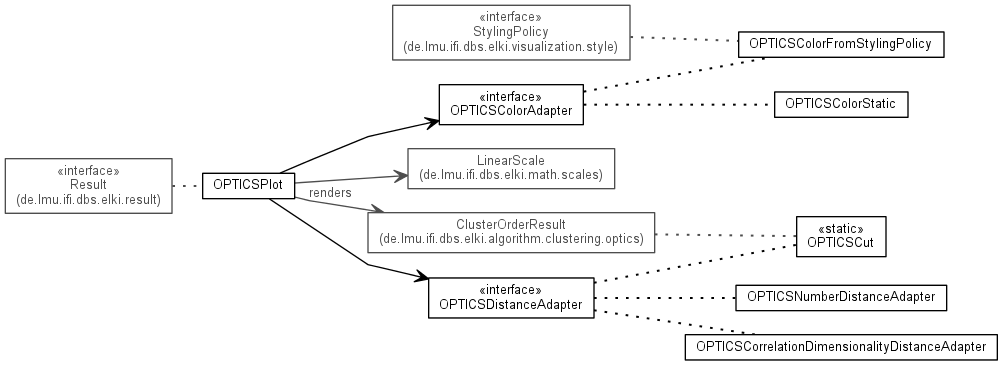 «interface»
StylingPolicy
(de.lmu.ifi.dbs.elki.visualization.style)
OPTICSColorFromStylingPolicy
«interface»
OPTICSColorAdapter
OPTICSColorStatic
«interface»
Result
(de.lmu.ifi.dbs.elki.result)
OPTICSPlot
LinearScale
(de.lmu.ifi.dbs.elki.math.scales)
renders
ClusterOrderResult
(de.lmu.ifi.dbs.elki.algorithm.clustering.optics)
«static»
OPTICSCut
«interface»
OPTICSDistanceAdapter
OPTICSNumberDistanceAdapter
OPTICSCorrelationDimensionalityDistanceAdapter